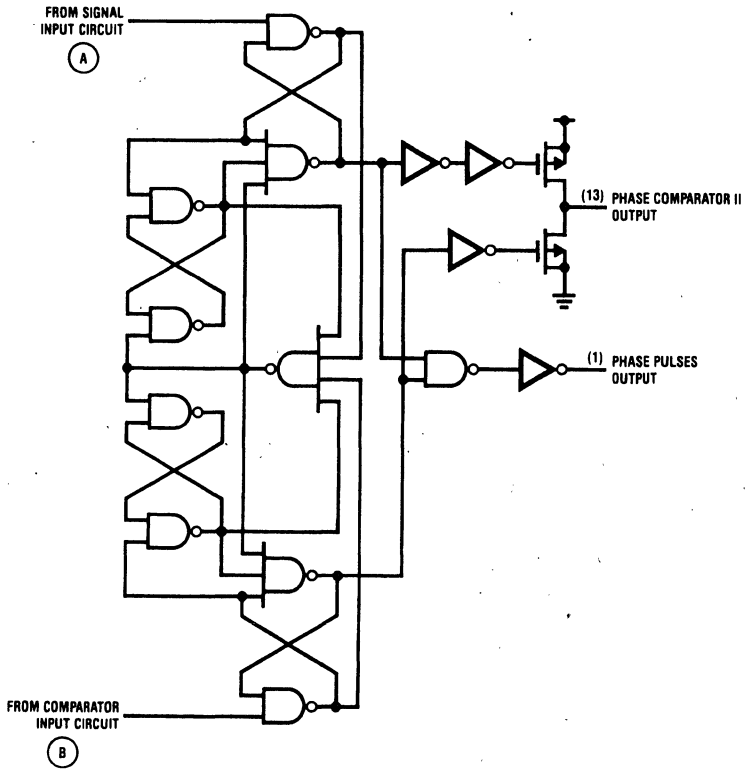 FROM SIGNAL
INPUT CIRCUIT
A
(13) PHASE COMPARATOR II
OUTPUT
(1) PHASE PULSES
OUTPUT
FROM COMPARATOR
INPUT CIRCUIT
B